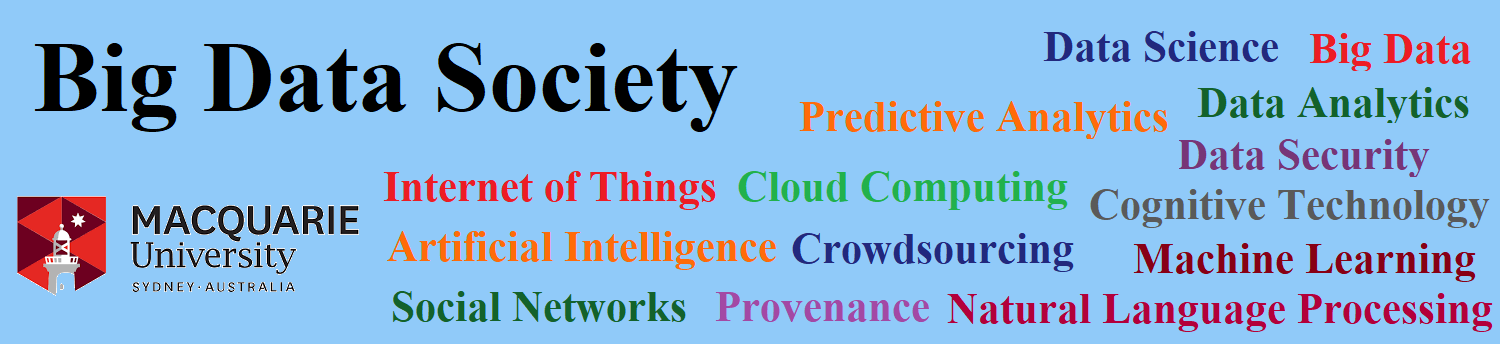 Big Data Society
Data Science
Big Data
Predictive Analytics
Data Analytics
Data Security
Internet of Things
Cloud Computing
Cognitive Technology
MACQUARIE
University
SYDNEY·AUSTRALIA
Artificial Intelligence
Crowdsourcing
Machine Learning
Social Networks
Provenance
Natural Language Processing